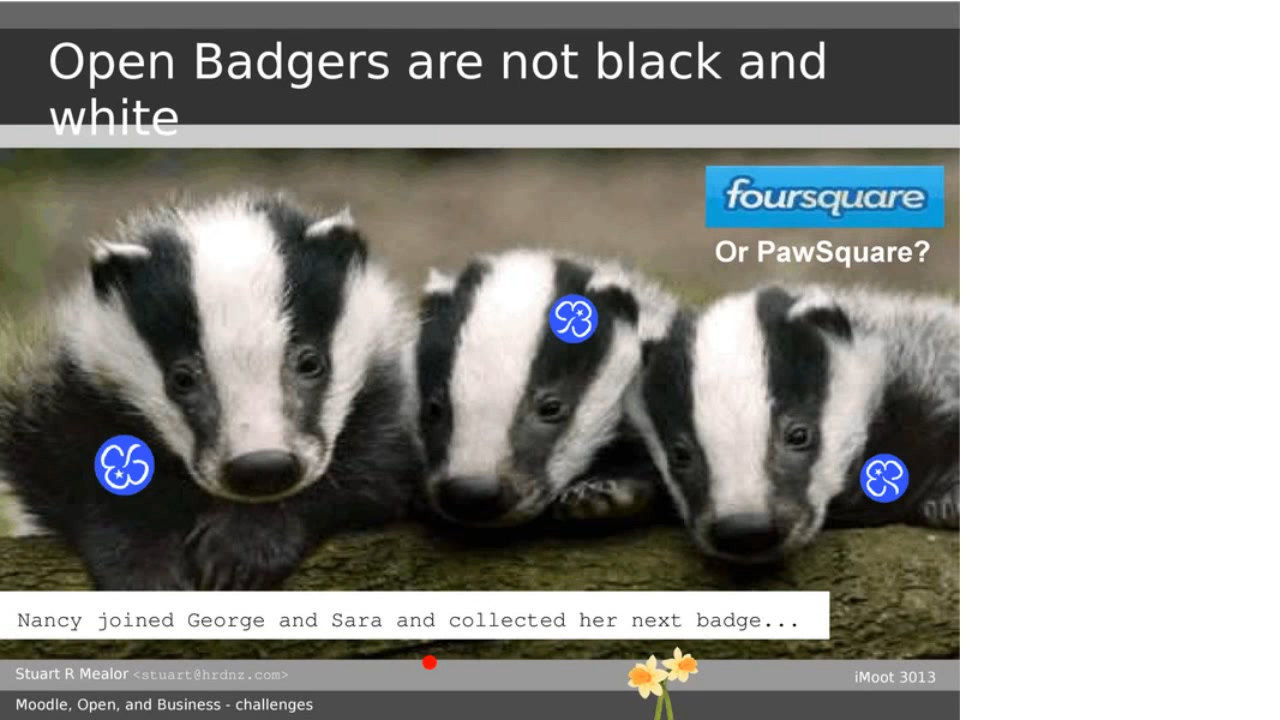 Open Badgers are not black and
white
foursquare
Or PawSquare?
Nancy joined George and Sara and collected her next badge...
Stuart R Mealor <stuart@hrdnz.com>
iMoot 3013
Moodle, Open, and Business - challenges